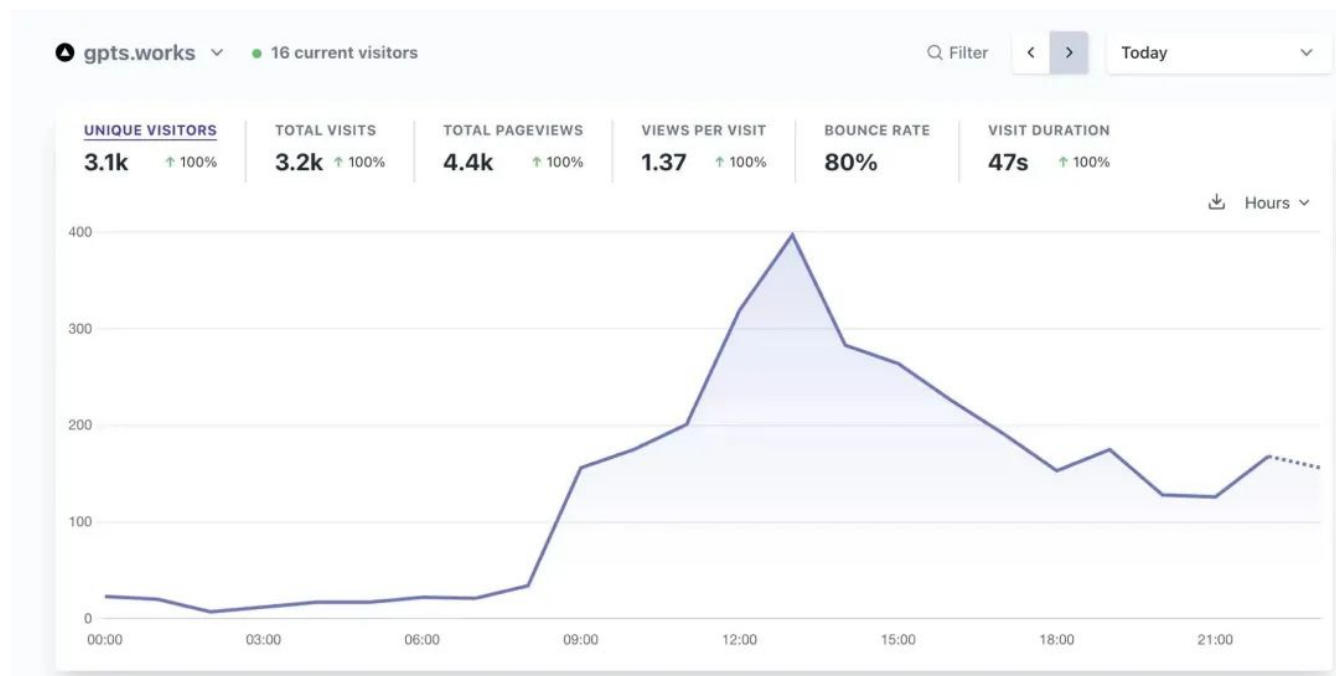 gpts.works 16 current visitors Filter Today
UNIQUE VISITORS TOTAL VISITS TOTAL PAGEVIEWS VIEWS PER VISIT BOUNCE RATE VISIT DURATION
3.1k ↑ 100% 3.2k ↑ 100% 4.4k ↑ 100% 1.37 ↑ 100% 80% 47s ↑ 100%
Hours
400
300
200
100
0
00:00 03:00 06:00 09:00 12:00 15:00 18:00 21:00